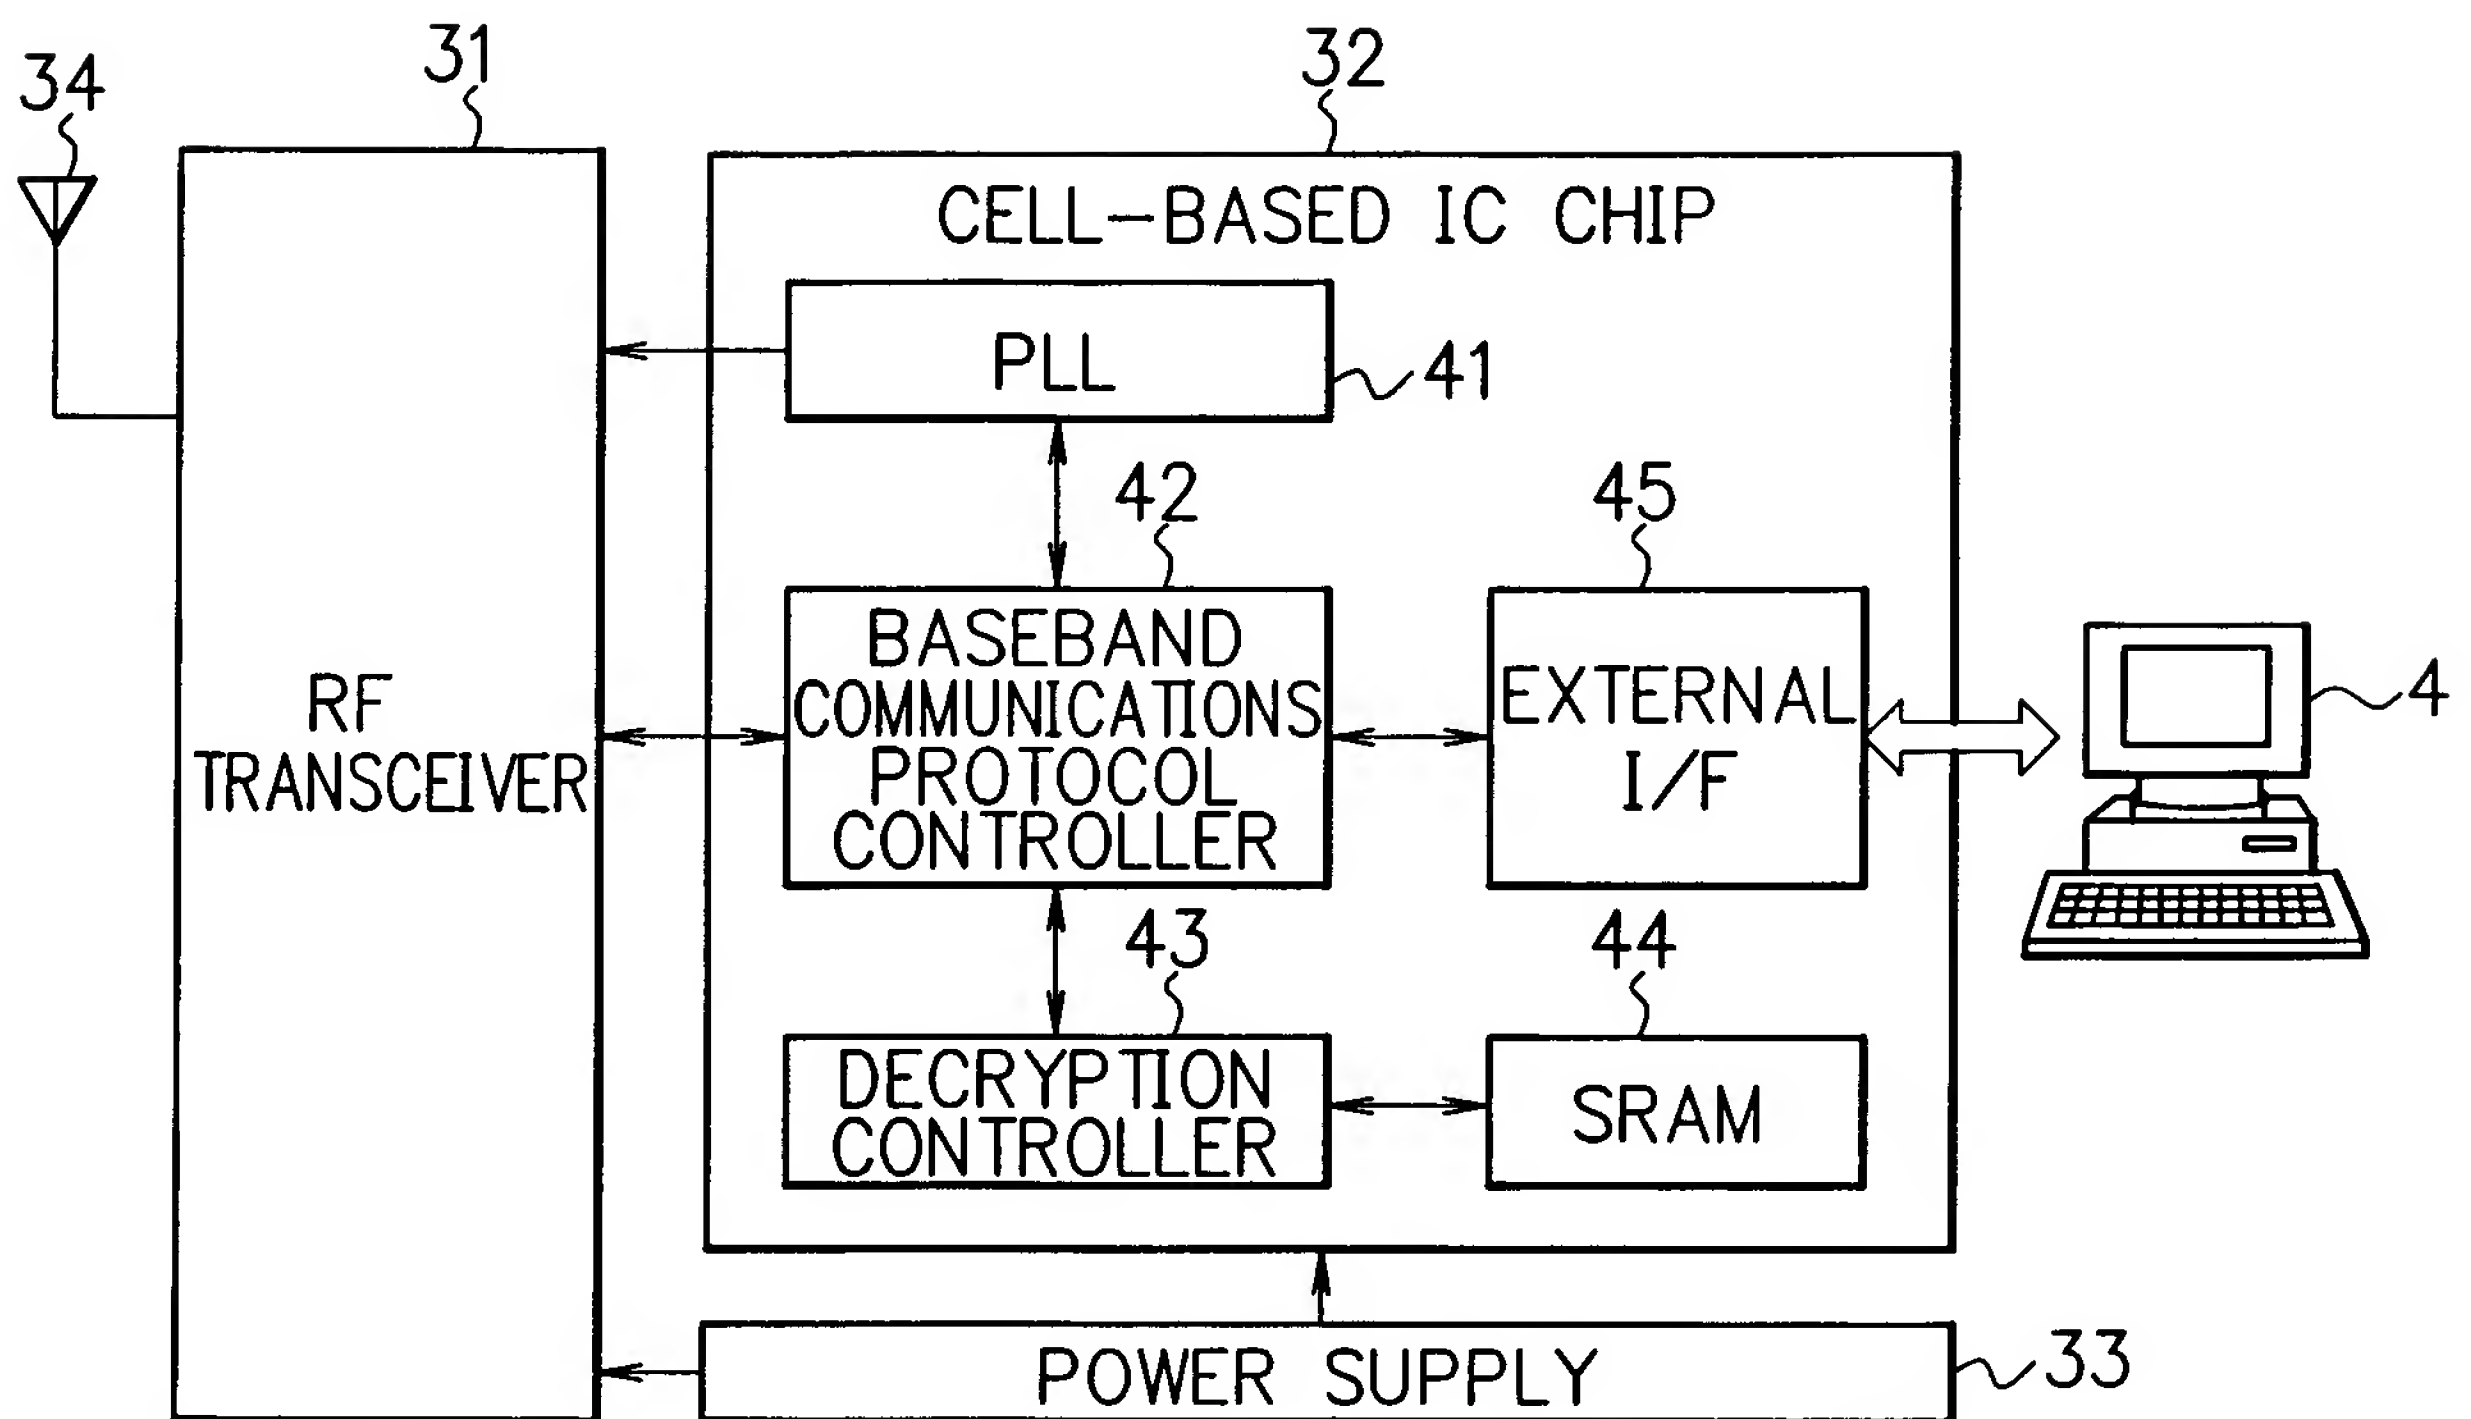 31
32
34
CELL-BASED IC CHIP
PLL
41
42
45
BASEBAND
COMMUNICATIONS
PROTOCOL
CONTROLLER
EXTERNAL
I/F
4
RF
TRANSCEIVER
43
44
DECRYPTION
CONTROLLER
SRAM
POWER SUPPLY
33